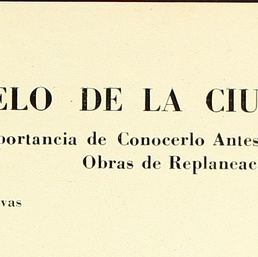 ELO DE LA CIU
portancia de Conocerlo Antes
Obras de Replaneac
vas